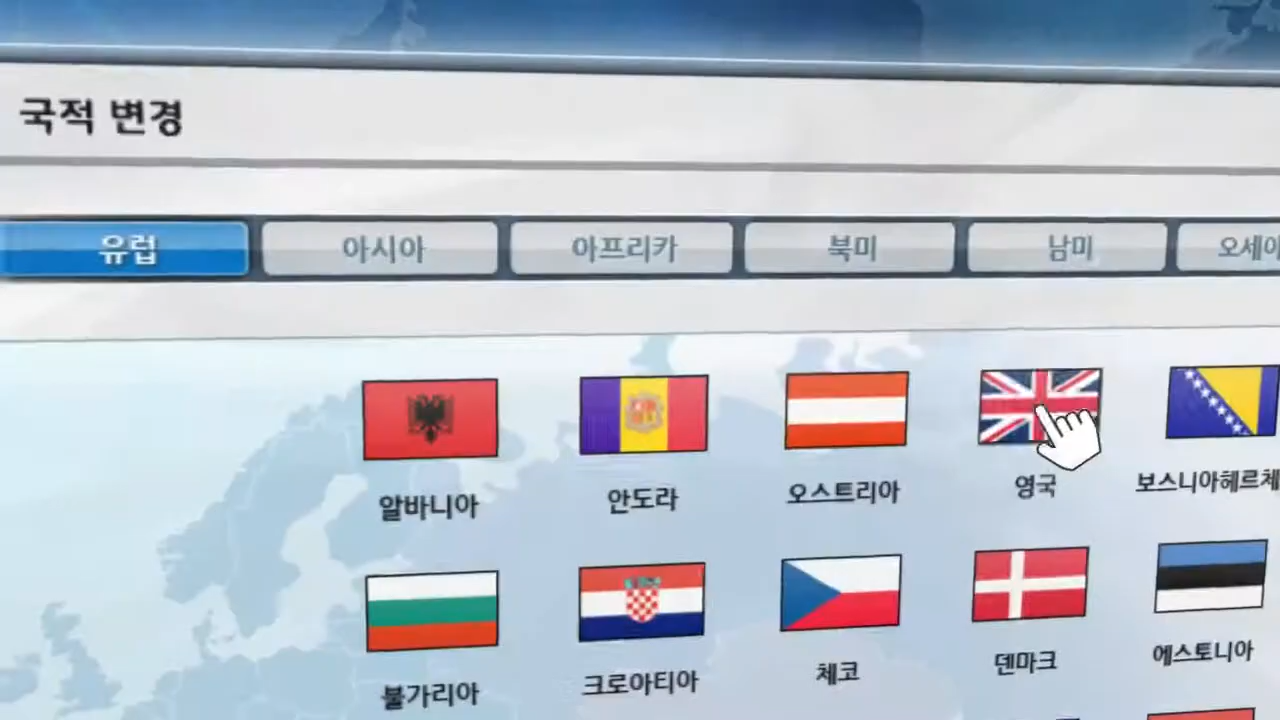 국적 변경
유럽 아시아 아프리카 북미 남미
알바니아 안도라 오스트리아 영국
불가리아 크로아티아 체코 덴마크 에스토니아